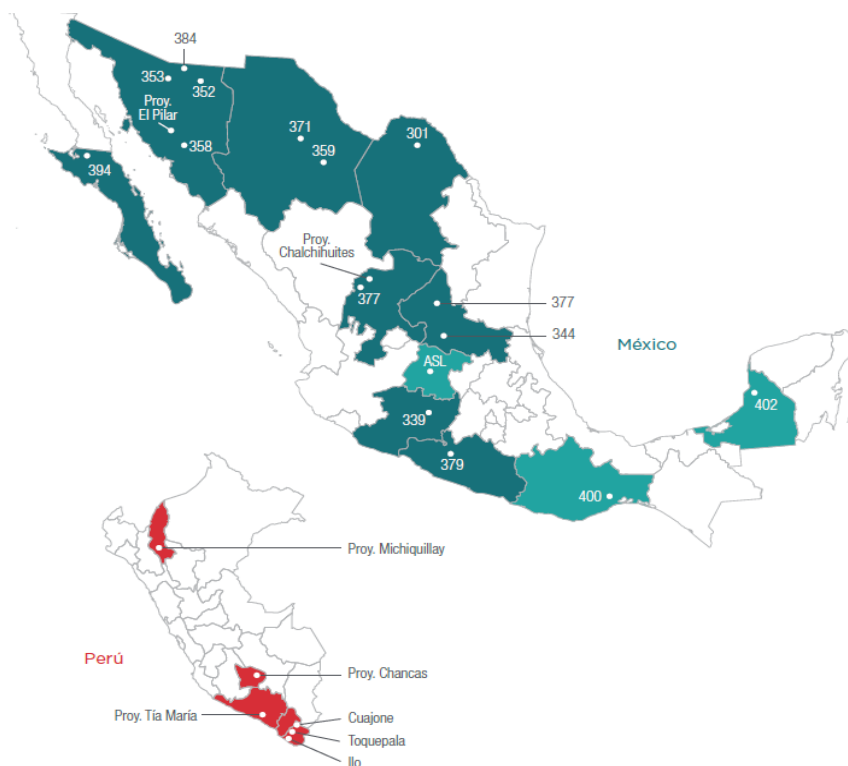 384
353
352
Proy.
El Pilar
358
371
359
301
394
Proy.
Chalchihuites
377
377
344
México
ASL
402
339
379
400
Proy. Michiquillay
Perú
Proy. Chancas
Proy. Tía María
Cuajone
Toquepala
Ilo